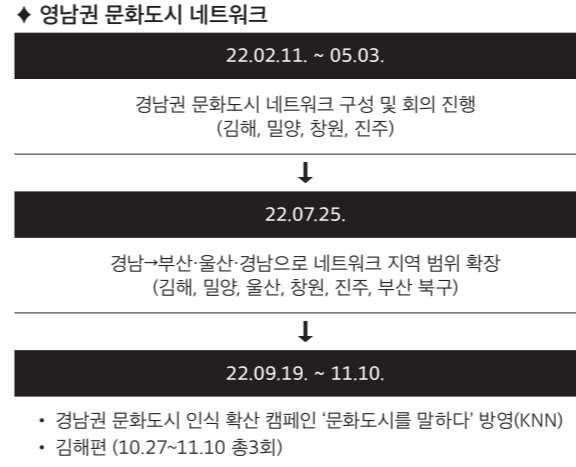 ♦ 영남권 문화도시 네트워크
22.02.11. ~ 05.03.
경남권 문화도시 네트워크 구성 및 회의 진행
(김해, 밀양, 창원, 진주)
22.07.25.
경남→부산·울산·경남으로 네트워크 지역 범위 확장
(김해, 밀양, 울산, 창원, 진주, 부산 북구)
22.09.19. ~ 11.10.
• 경남권 문화도시 인식 확산 캠페인 ‘문화도시를 말하다’ 방영(KNN)
• 김해편 (10.27~11.10 총3회)